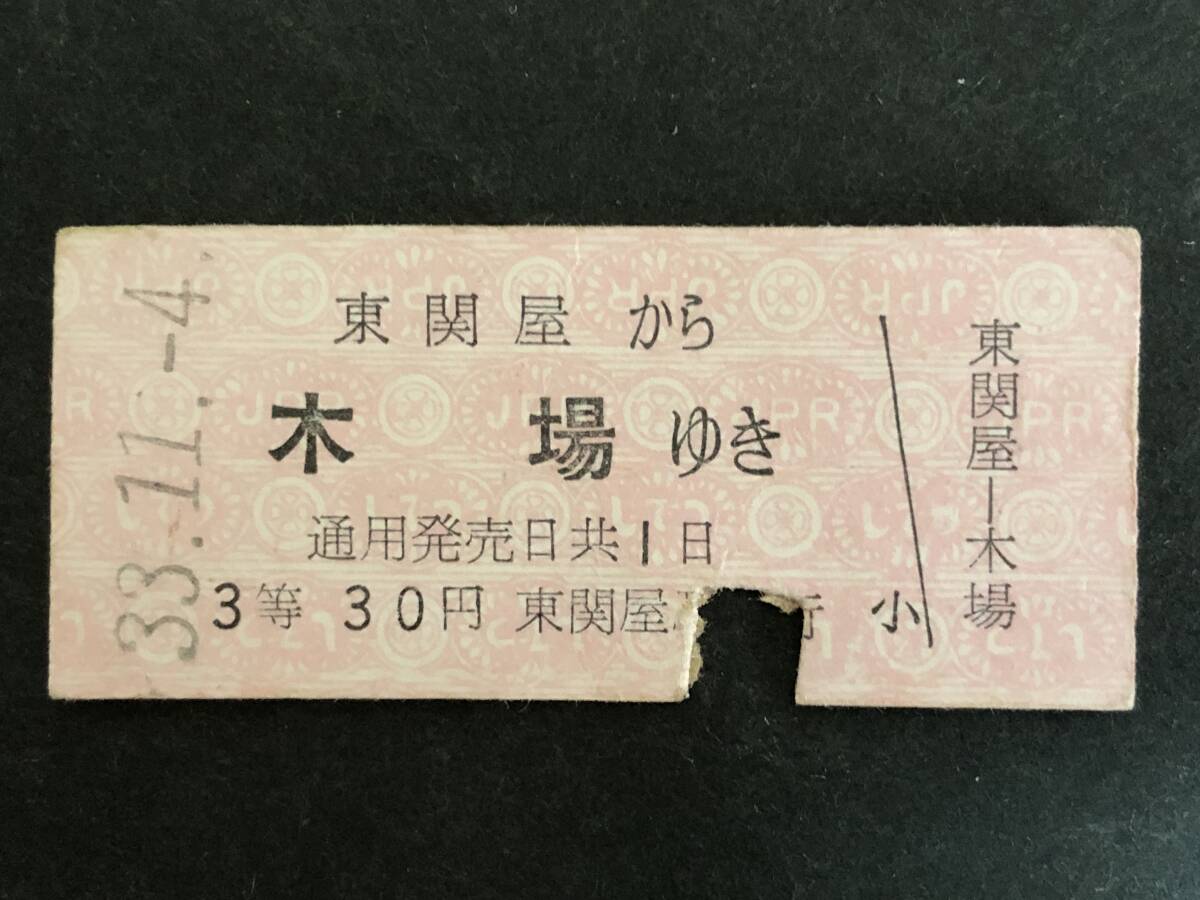 33.11.-4.
東関屋から
木場ゆき
通用発売日共1日
3等 30円 東関屋 行 小
東関屋―木場